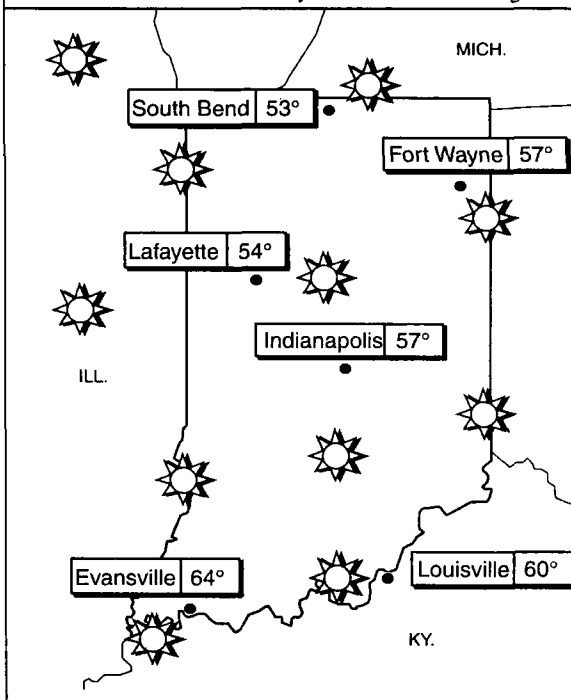 MICH.
South Bend 53°
Fort Wayne 57°
Lafayette 54°
Indianapolis 57°
ILL.
Evansville 64°
Louisville 60°
KY.